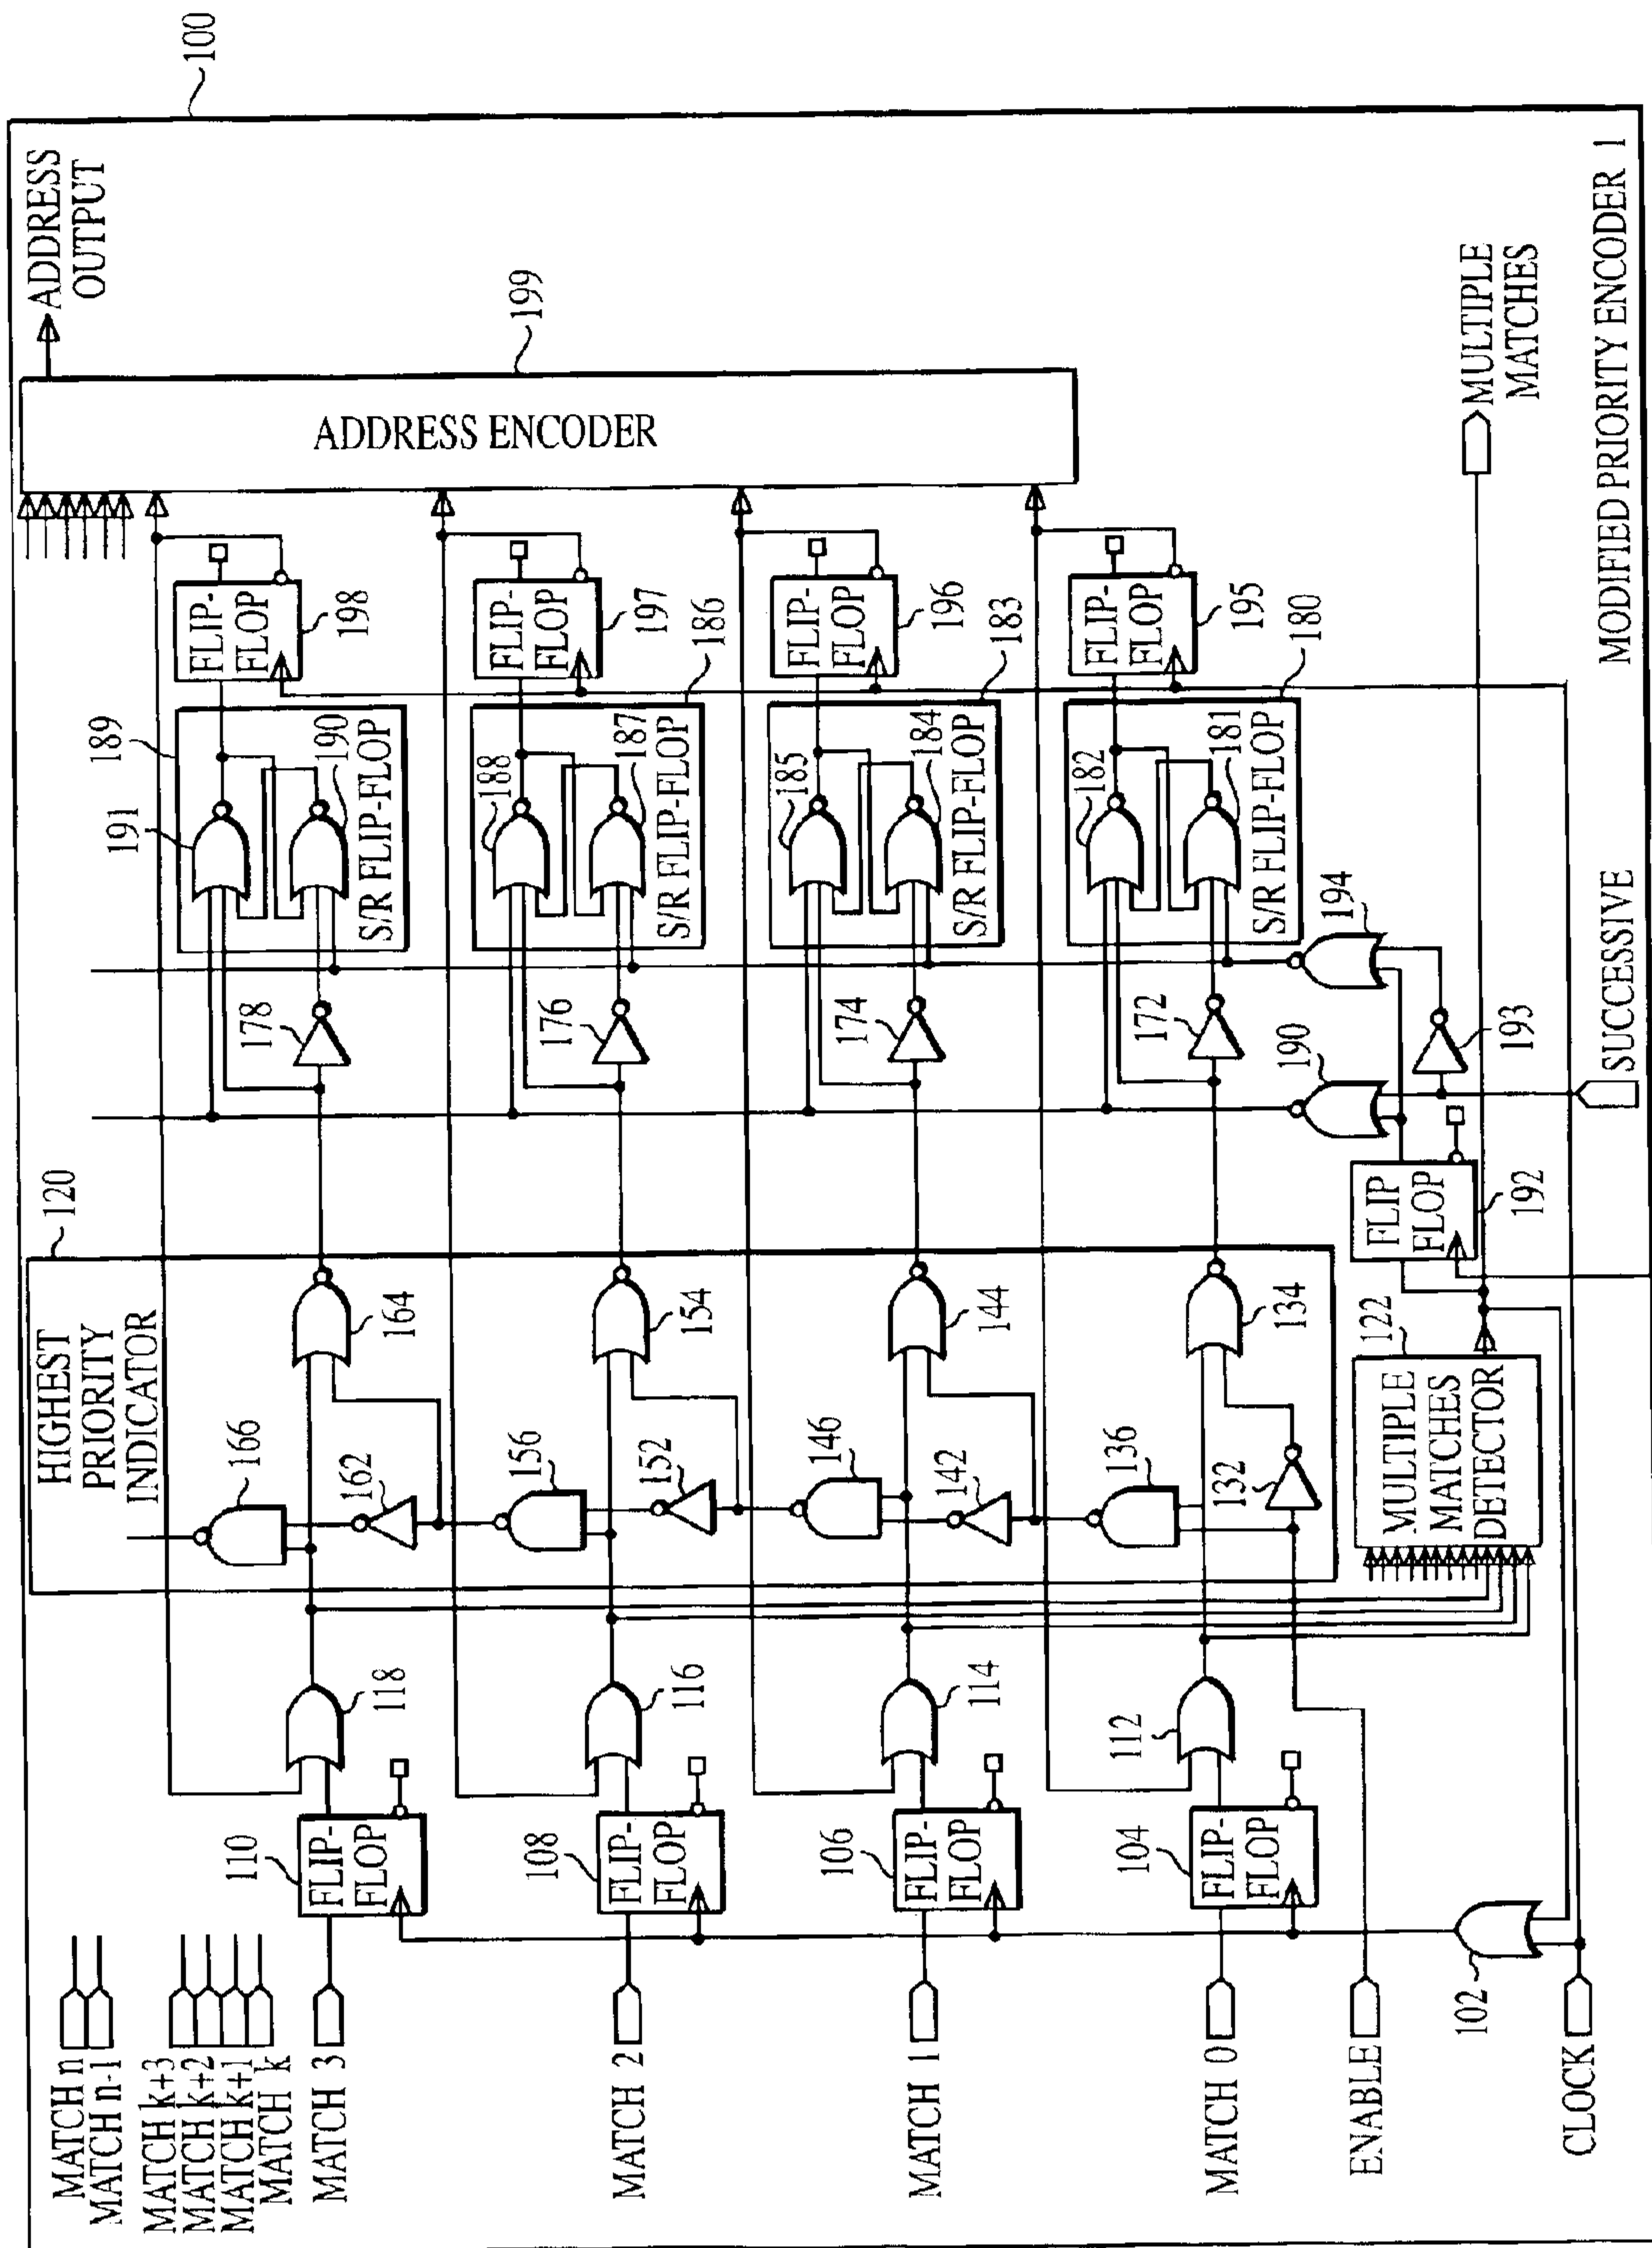 100
MATCH n
MATCH n-1
MATCH k+3
MATCH k+2
MATCH k+1
MATCH k
MATCH 3
MATCH 2
MATCH 1
MATCH 0
ENABLE
CLOCK
102
110
FLIP-
FLOP
108
FLIP-
FLOP
106
FLIP-
FLOP
104
FLIP-
FLOP
118
116
114
112
HIGHEST
PRIORITY
INDICATOR
120
166
162
164
156
152
154
146
142
144
136
132
134
122
MULTIPLE
MATCHES
DETECTOR
FLIP
FLOP
192
190
194
193
SUCCESSIVE
178
176
174
172
189
191
190
S/R FLIP-FLOP
188
187
S/R FLIP-FLOP
186
185
184
S/R FLIP-FLOP
183
182
181
S/R FLIP-FLOP
180
FLIP-
FLOP
198
FLIP-
FLOP
197
FLIP-
FLOP
196
FLIP-
FLOP
195
ADDRESS ENCODER
199
ADDRESS
OUTPUT
MULTIPLE
MATCHES
MODIFIED PRIORITY ENCODER 1